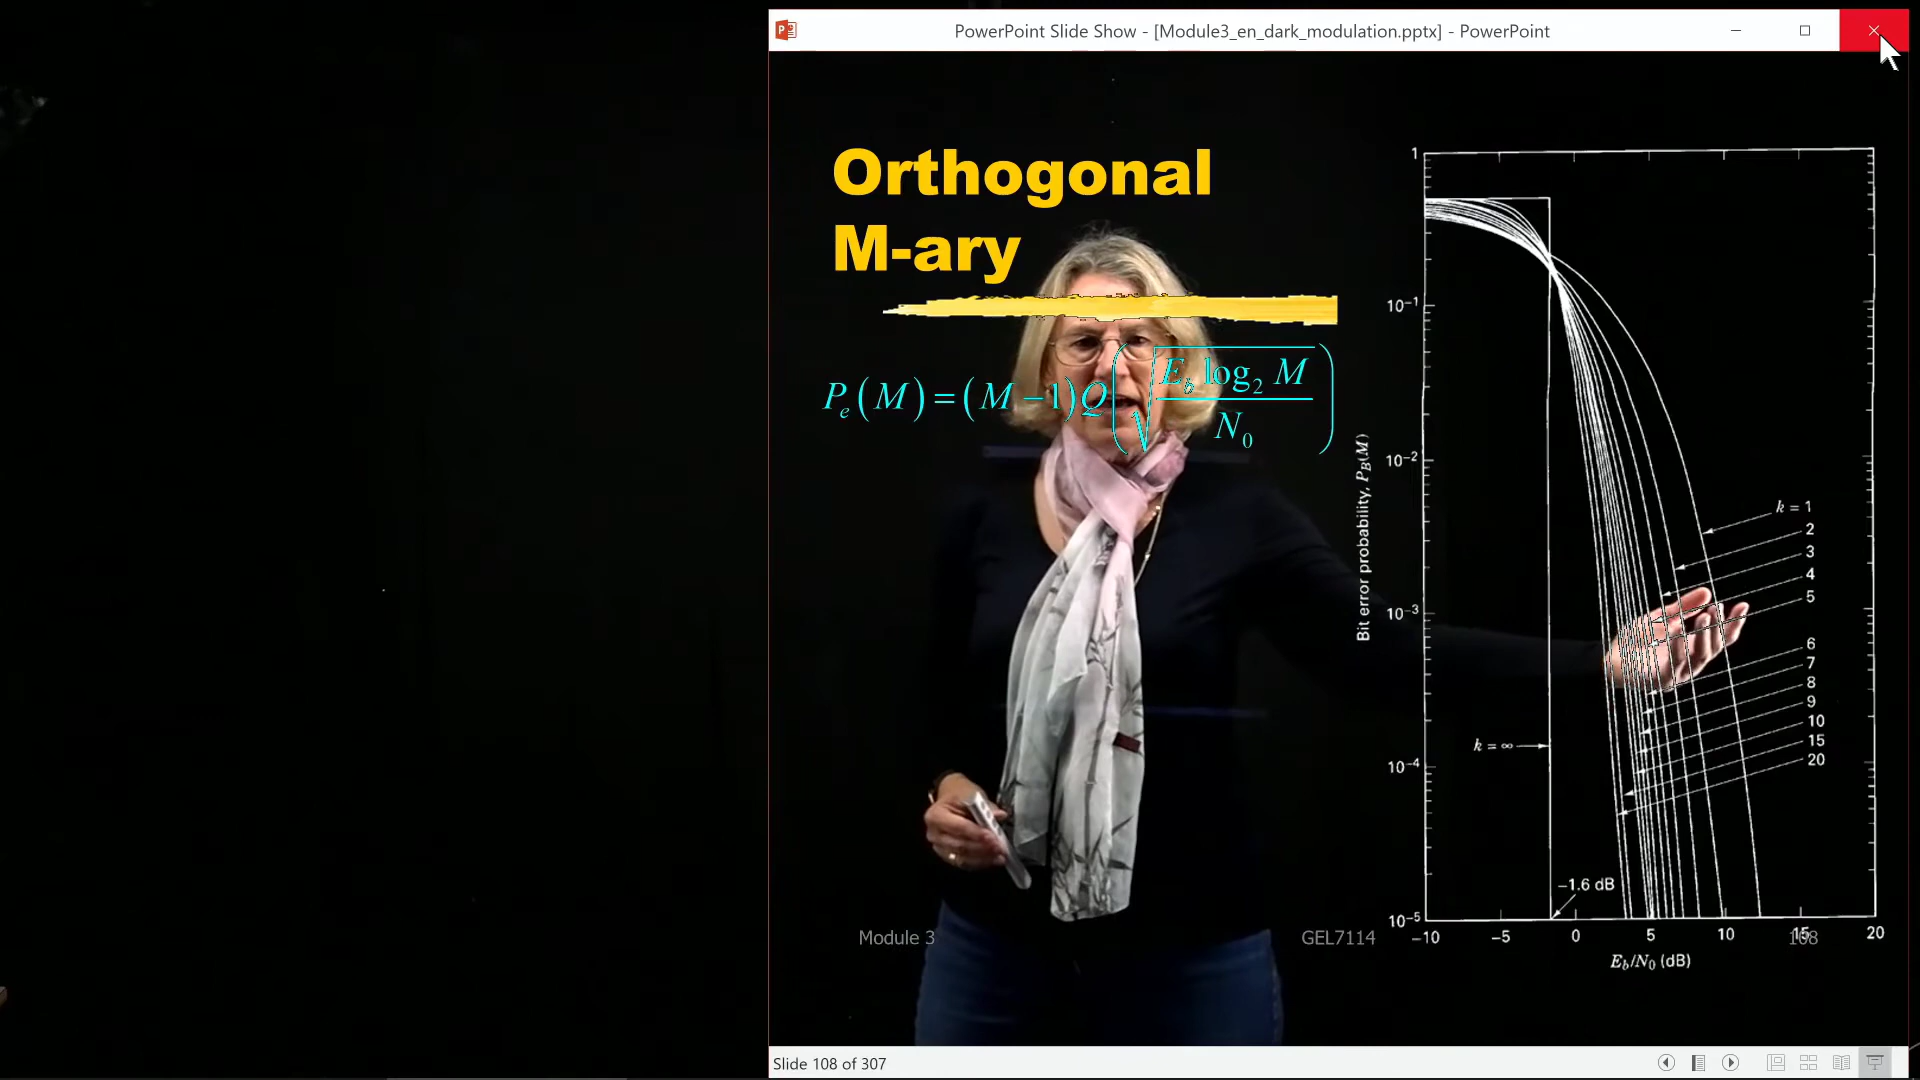 PowerPoint Slide Show - [Module3_en_dark_modulation.pptx] - PowerPoint
Orthogonal
M-ary
P_e(M) = (M − 1)Q(√(E_b log_2 M / N_0))
Bit error probability, P_B(M)
1
10^-1
10^-2
10^-3
10^-4
10^-5
k = 1
2
3
4
5
6
7
8
9
10
15
20
k = ∞
−1.6 dB
−10 −5 0 5 10 15 20
E_b/N_0 (dB)
Module 3
GEL7114
108
Slide 108 of 307